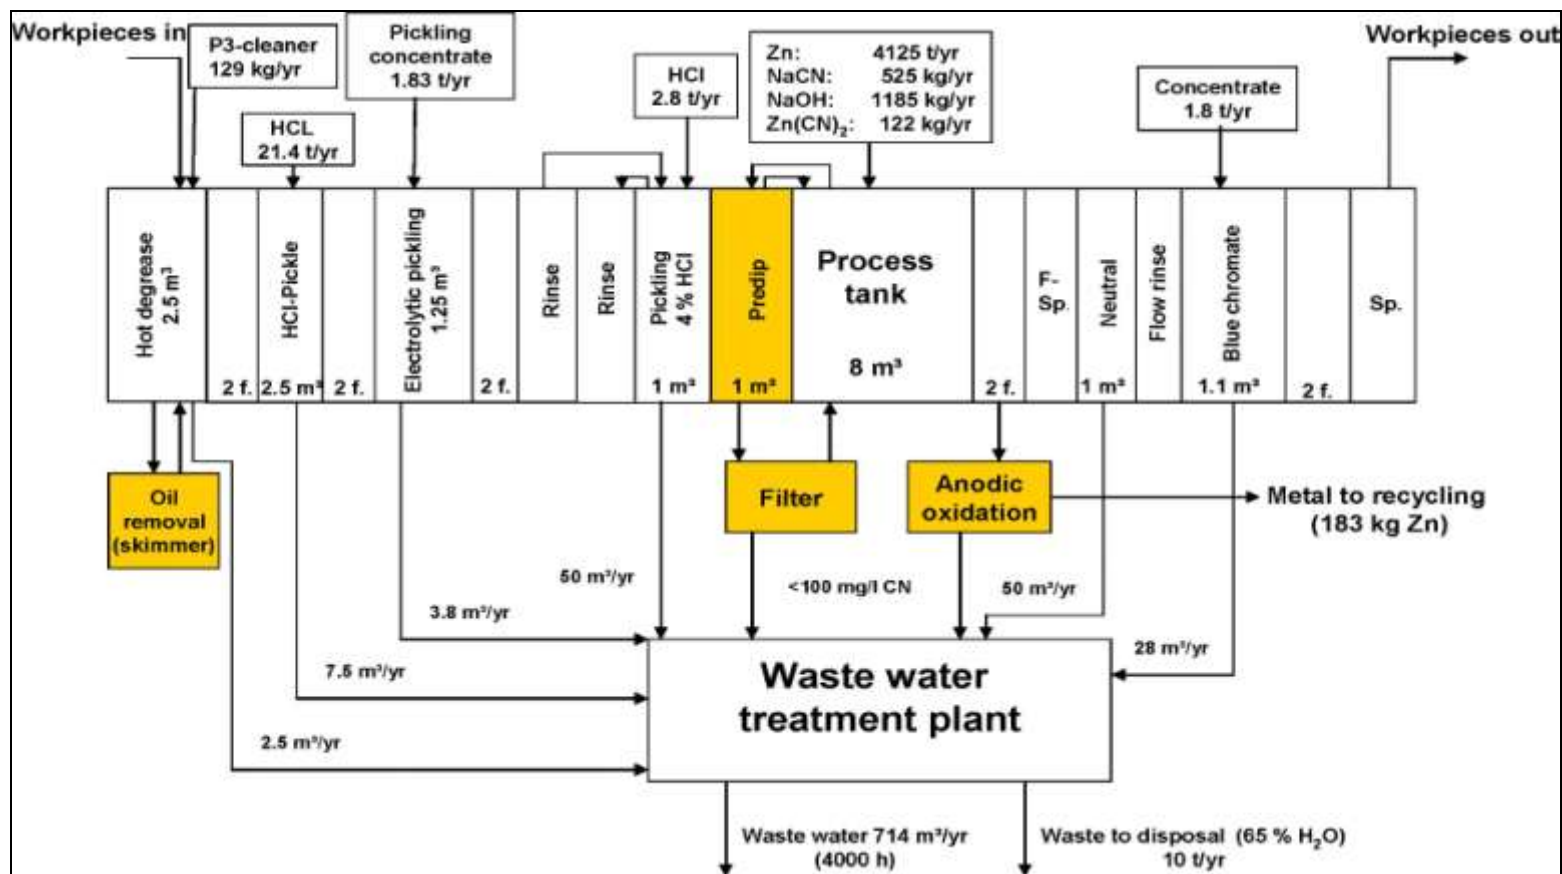 Workpieces in
P3-cleaner
129 kg/yr
Pickling
concentrate
1.83 t/yr
HCL
21.4 t/yr
HCl
2.8 t/yr
Zn: 4125 t/yr
NaCN: 525 kg/yr
NaOH: 1185 kg/yr
Zn(CN)₂: 122 kg/yr
Concentrate
1.8 t/yr
Workpieces out
Hot degrease
2.5 m³
2 f.
HCl-Pickle
2.5 m³
2 f.
Electrolytic pickling
1.25 m³
2 f.
Rinse
Rinse
Pickling
4 % HCl
1 m³
Predip
1 m³
Process
tank
8 m³
2 f.
F-
Sp.
Neutral
1 m³
Flow rinse
Blue chromate
1.1 m³
2 f.
Sp.
Oil
removal
(skimmer)
Filter
Anodic
oxidation
Metal to recycling
(183 kg Zn)
50 m³/yr
<100 mg/l CN
50 m³/yr
3.8 m³/yr
28 m³/yr
7.5 m³/yr
2.5 m³/yr
Waste water
treatment plant
Waste water 714 m³/yr
(4000 h)
Waste to disposal (65 % H₂O)
10 t/yr